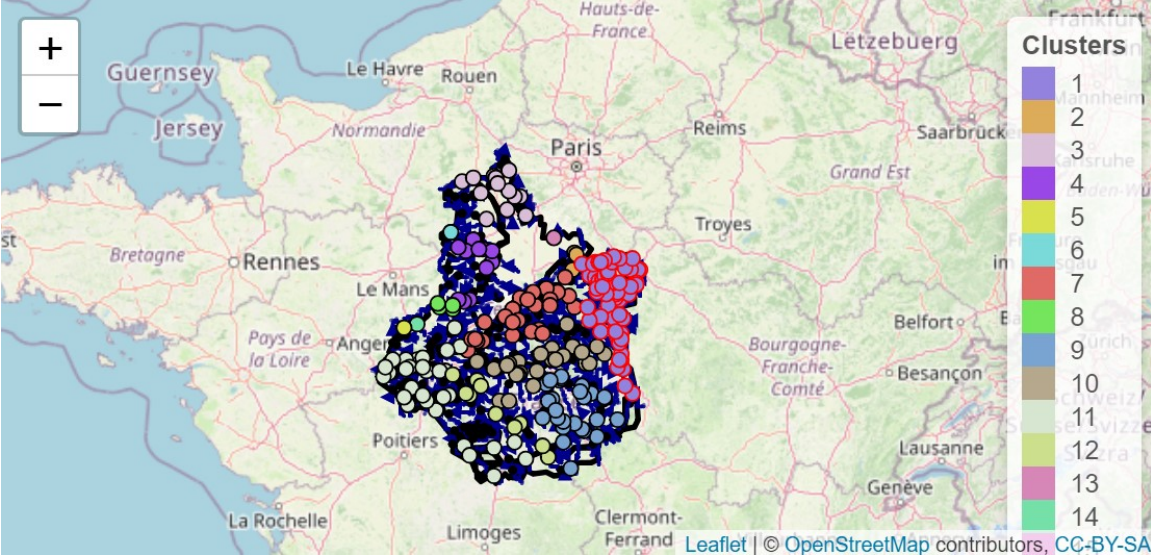 Hauts-de-
France
Frankfurt
+
−
Clusters
Lëtzebuerg
Guernsey
Le Havre
Rouen
1
Mannheim
2
Jersey
Normandie
Reims
Saarbrück
Paris
3
Karlsruhe
Grand Est
4
5
Troyes
st
Bretagne
Rennes
6
7
Le Mans
8
Belfort
Pays de
la Loire
Anger
9
Zürich
Bourgogne-
Franche-
Comté
Besançon
10
11
Poitiers
Lausanne
12
Genève
13
La Rochelle
14
Limoges
Clermont-
Ferrand
Leaflet | © OpenStreetMap contributors, CC-BY-SA